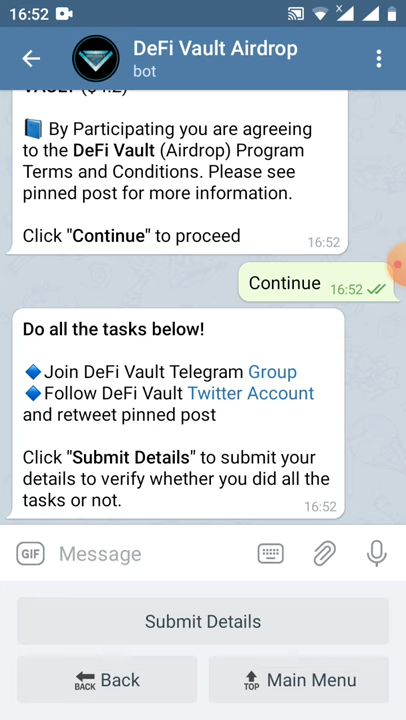 16:52
DeFi Vault Airdrop
bot
VAULT ($4.2)
📘 By Participating you are agreeing
to the DeFi Vault (Airdrop) Program
Terms and Conditions. Please see
pinned post for more information.
Click "Continue" to proceed
16:52
Continue 16:52
Do all the tasks below!
🔷Join DeFi Vault Telegram Group
🔷Follow DeFi Vault Twitter Account
and retweet pinned post
Click "Submit Details" to submit your
details to verify whether you did all the
tasks or not.
16:52
GIF Message
Submit Details
BACK Back
TOP Main Menu